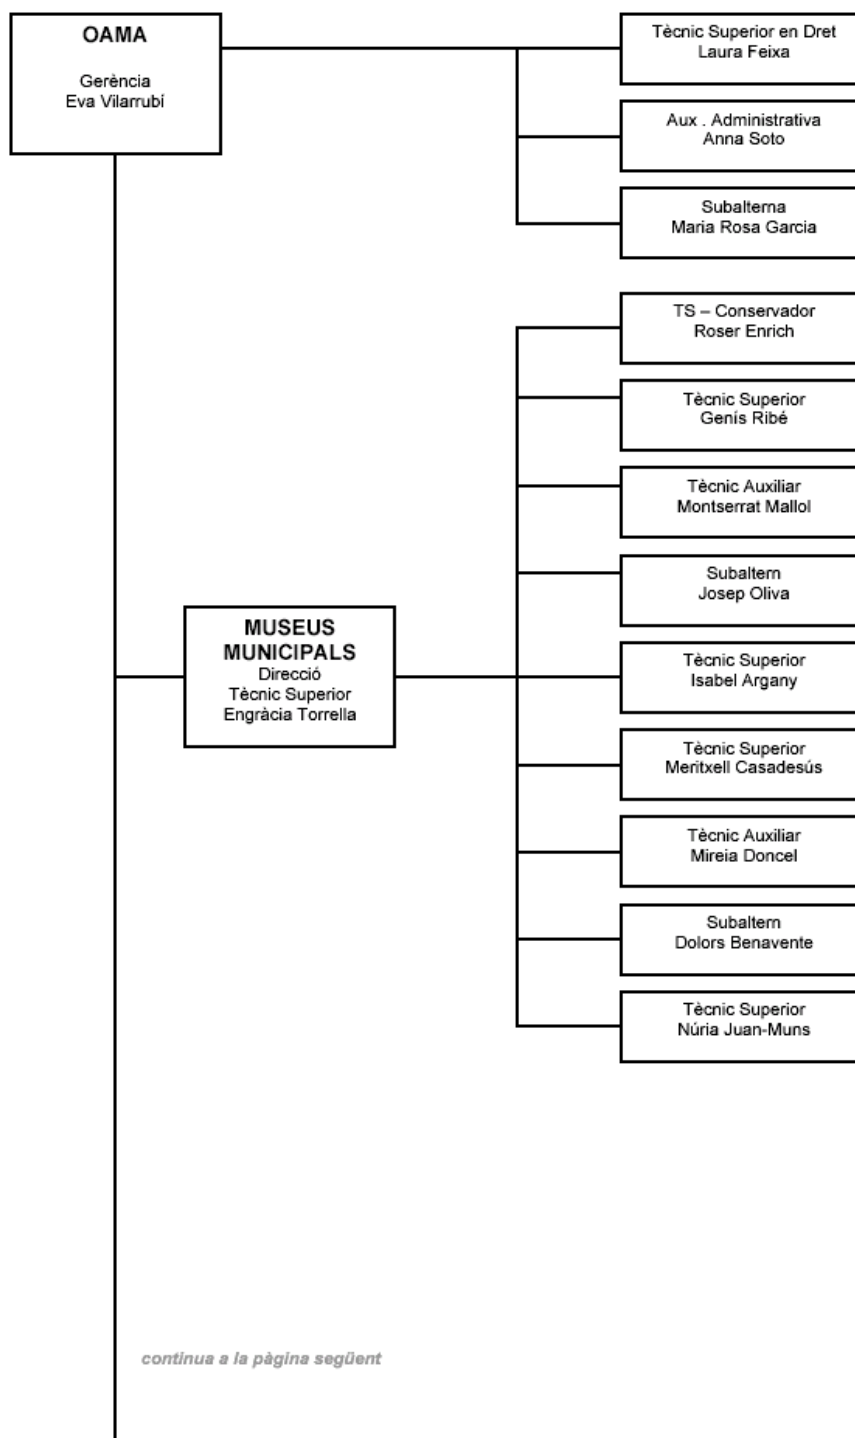 OAMA
Gerència
Eva Vilarrubí
Tècnic Superior en Dret
Laura Feixa
Aux . Administrativa
Anna Soto
Subalterna
Maria Rosa Garcia
TS – Conservador
Roser Enrich
Tècnic Superior
Genís Ribé
Tècnic Auxiliar
Montserrat Mallol
Subaltern
Josep Oliva
MUSEUS
MUNICIPALS
Direcció
Tècnic Superior
Engràcia Torrella
Tècnic Superior
Isabel Argany
Tècnic Superior
Meritxell Casadesús
Tècnic Auxiliar
Mireia Doncel
Subaltern
Dolors Benavente
Tècnic Superior
Núria Juan-Muns
continua a la pàgina següent